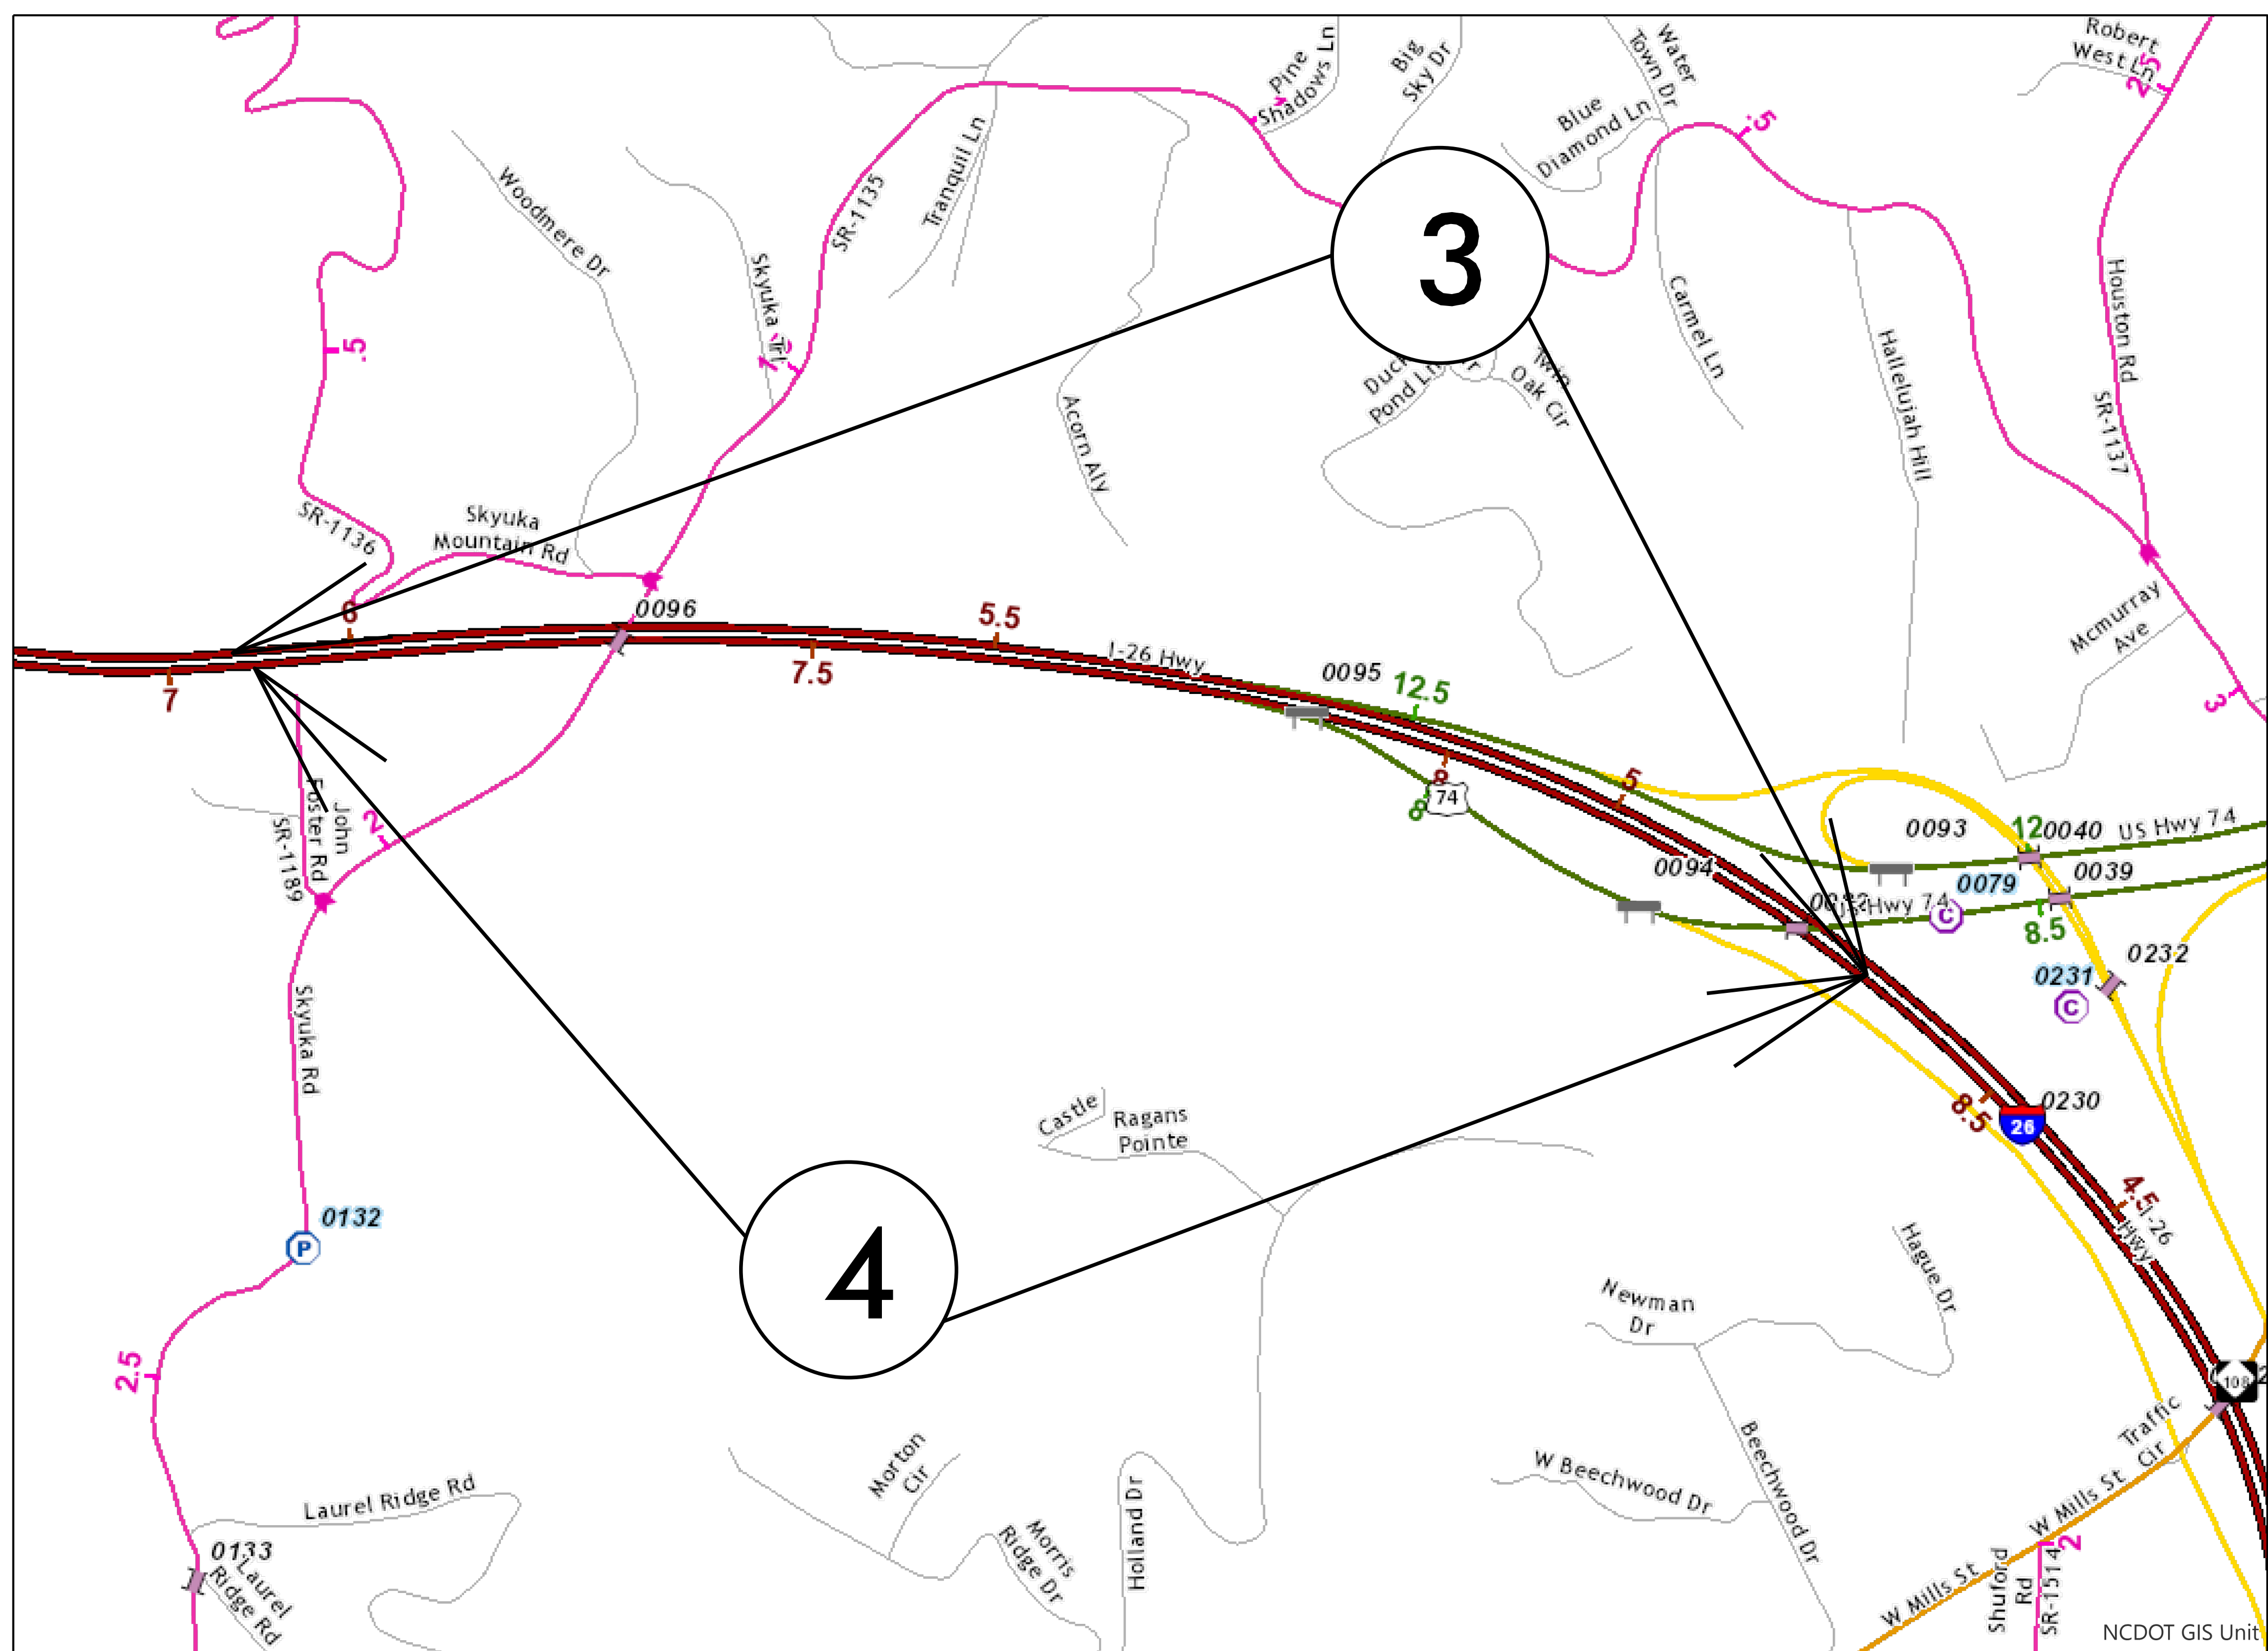 Robert
West Ln
2.5
Pine
Shadows Ln
Big
Sky Dr
Water
Town Dr
Blue
Diamond Ln
.5
Woodmere Dr
Skyuka Trl
SR-1135
Tranquil Ln
3
Carmel Ln
Hallelujah Hill
Houston Rd
SR-1137
.5
Duck
Pond Ln
Twin
Oak Cir
Acorn Aly
SR-1136
Skyuka
Mountain Rd
6
0096
5.5
I-26 Hwy
0095
12.5
Mcmurray
Ave
3
7
7.5
8
8
74
5
0094
0093
12
0040
US Hwy 74
0079
0039
US Hwy 74
C
8.5
0232
0231
C
John
Foster Rd
SR-1189
2
Skyuka Rd
0132
P
8.5
26
0230
4.5
I-26
Hwy
Castle
Ragans
Pointe
4
Newman
Dr
Hague Dr
108
Traffic
Cir
2.5
Laurel Ridge Rd
0133
Laurel
Ridge Rd
Morton
Cir
Morris
Ridge Dr
Holland Dr
W Beechwood Dr
Beechwood Dr
W Mills St
W Mills St
2
Shuford
Rd
SR-1514
NCDOT GIS Unit